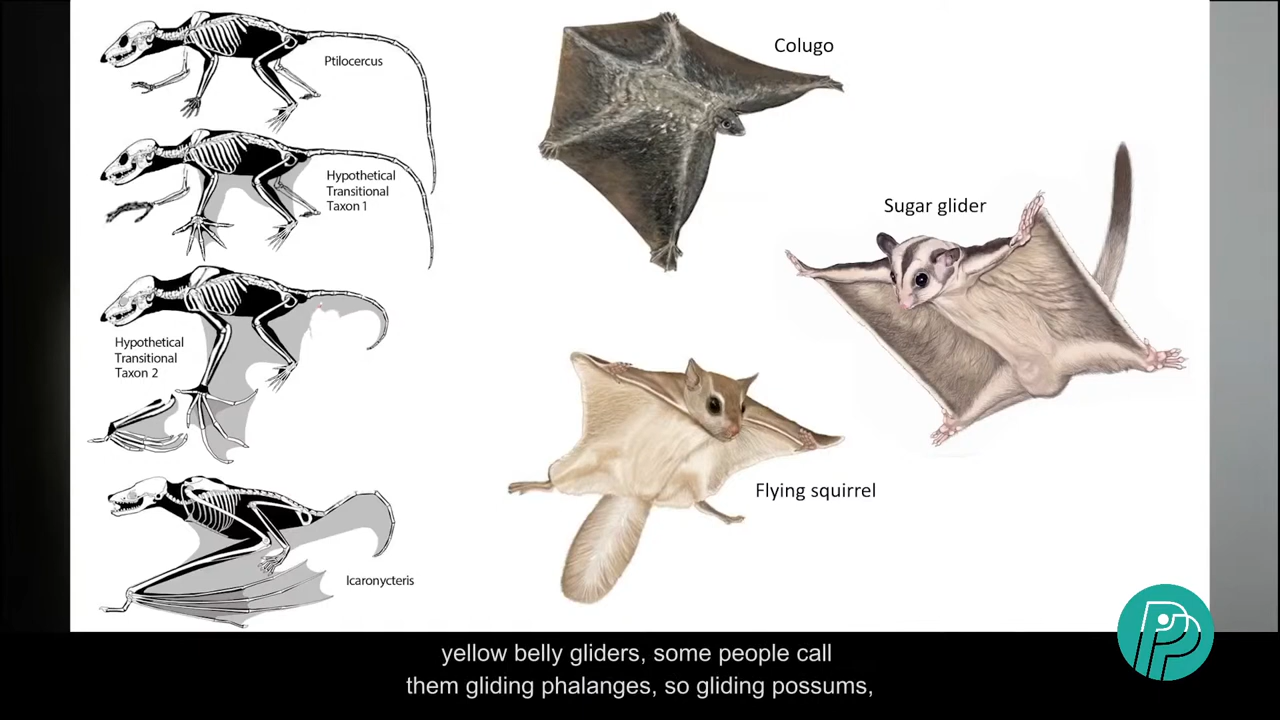 Ptilocercus
Hypothetical
Transitional
Taxon 1
Hypothetical
Transitional
Taxon 2
Icaronycteris
Colugo
Sugar glider
Flying squirrel
yellow belly gliders, some people call
them gliding phalanges, so gliding possums,